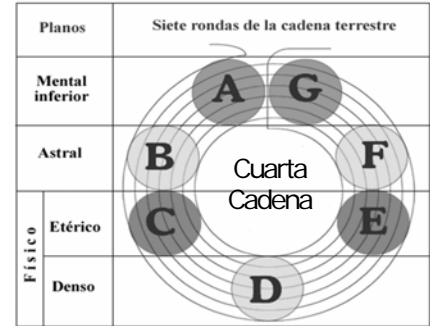 Planos
Siete rondas de la cadena terrestre
Mental
inferior
A G
Astral
B F
Cuarta
Cadena
Físico
Etérico
C E
Denso
D